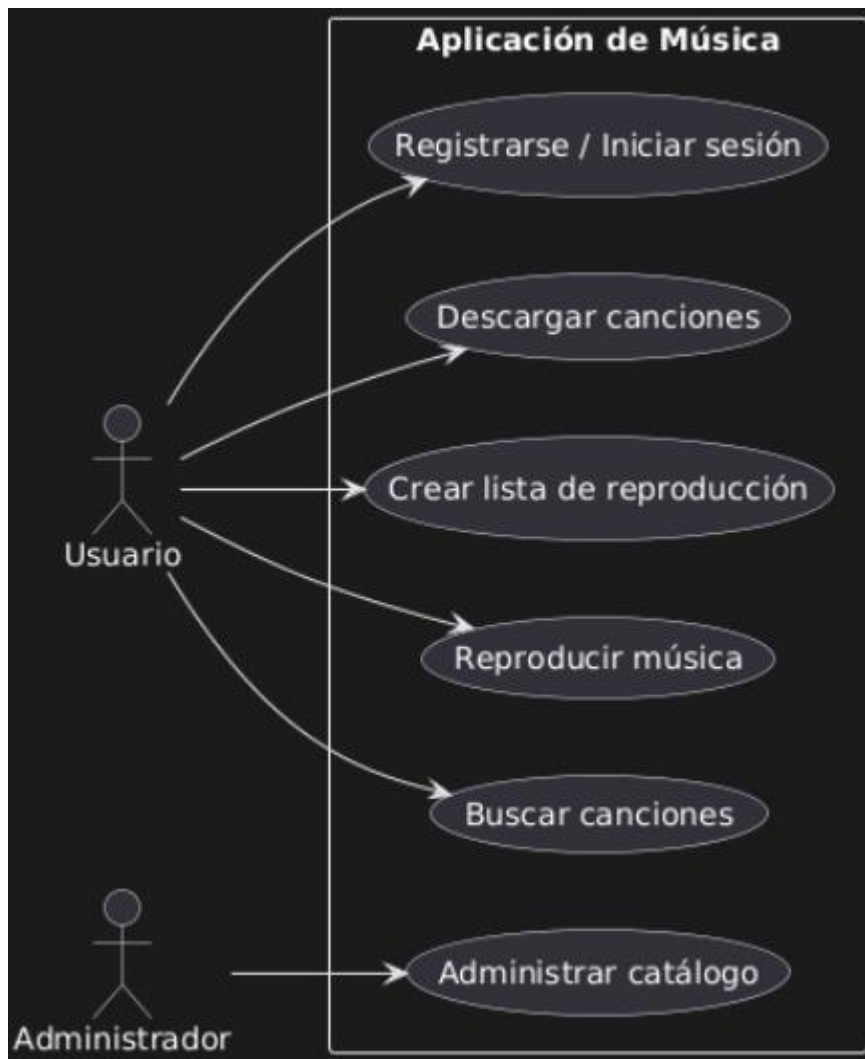 Aplicación de Música
Registrarse / Iniciar sesión
Descargar canciones
Crear lista de reproducción
Usuario
Reproducir música
Buscar canciones
Administrar catálogo
Administrador